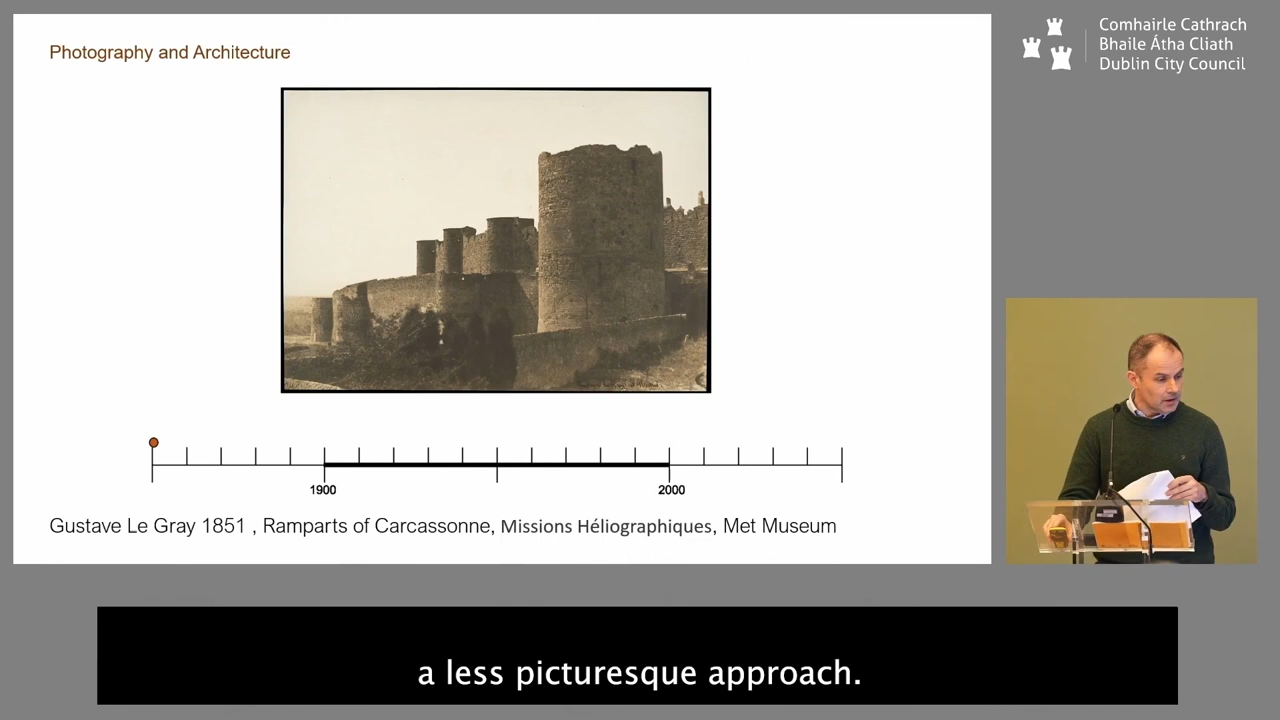 Photography and Architecture
1900
2000
Gustave Le Gray 1851 , Ramparts of Carcassonne, Missions Héliographiques, Met Museum
Comhairle Cathrach
Bhaile Átha Cliath
Dublin City Council
a less picturesque approach.